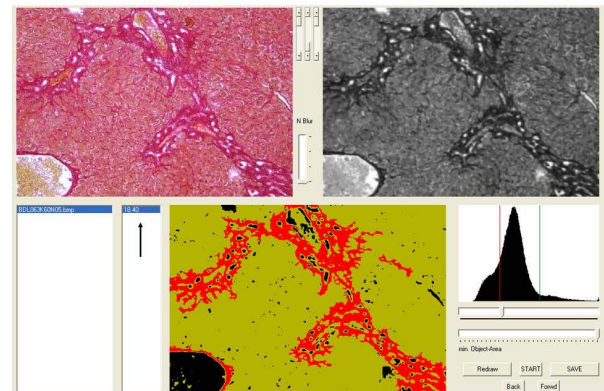 N Blur
BDL063K60N05.bmp
18.40
min. Object-Area
Redraw START SAVE
Back Forwd